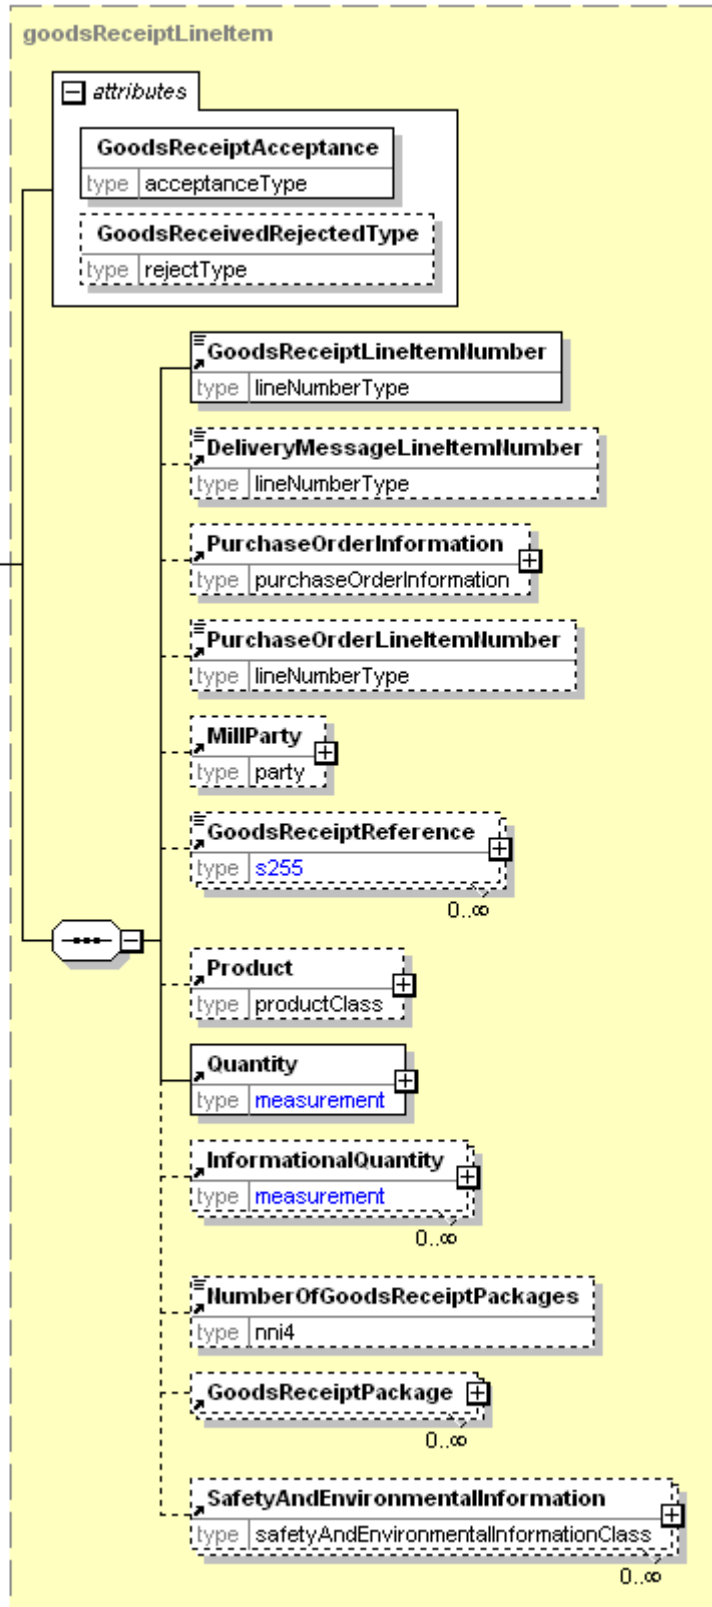 goodsReceiptLineItem
attributes
GoodsReceiptAcceptance
type acceptanceType
GoodsReceivedRejectedType
type rejectType
GoodsReceiptLineItemNumber
type lineNumberType
DeliveryMessageLineItemNumber
type lineNumberType
PurchaseOrderInformation
type purchaseOrderInformation
PurchaseOrderLineItemNumber
type lineNumberType
MillParty
type party
GoodsReceiptReference
type s255
0..∞
Product
type productClass
Quantity
type measurement
InformationalQuantity
type measurement
0..∞
NumberOfGoodsReceiptPackages
type nni4
GoodsReceiptPackage
0..∞
SafetyAndEnvironmentalInformation
type safetyAndEnvironmentalInformationClass
0..∞